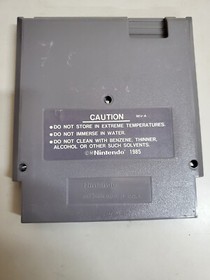 CAUTION
• DO NOT STORE IN EXTREME TEMPERATURES.
• DO NOT IMMERSE IN WATER.
• DO NOT CLEAN WITH BENZENE, THINNER,
ALCOHOL OR OTHER SUCH SOLVENTS.
Nintendo 1985